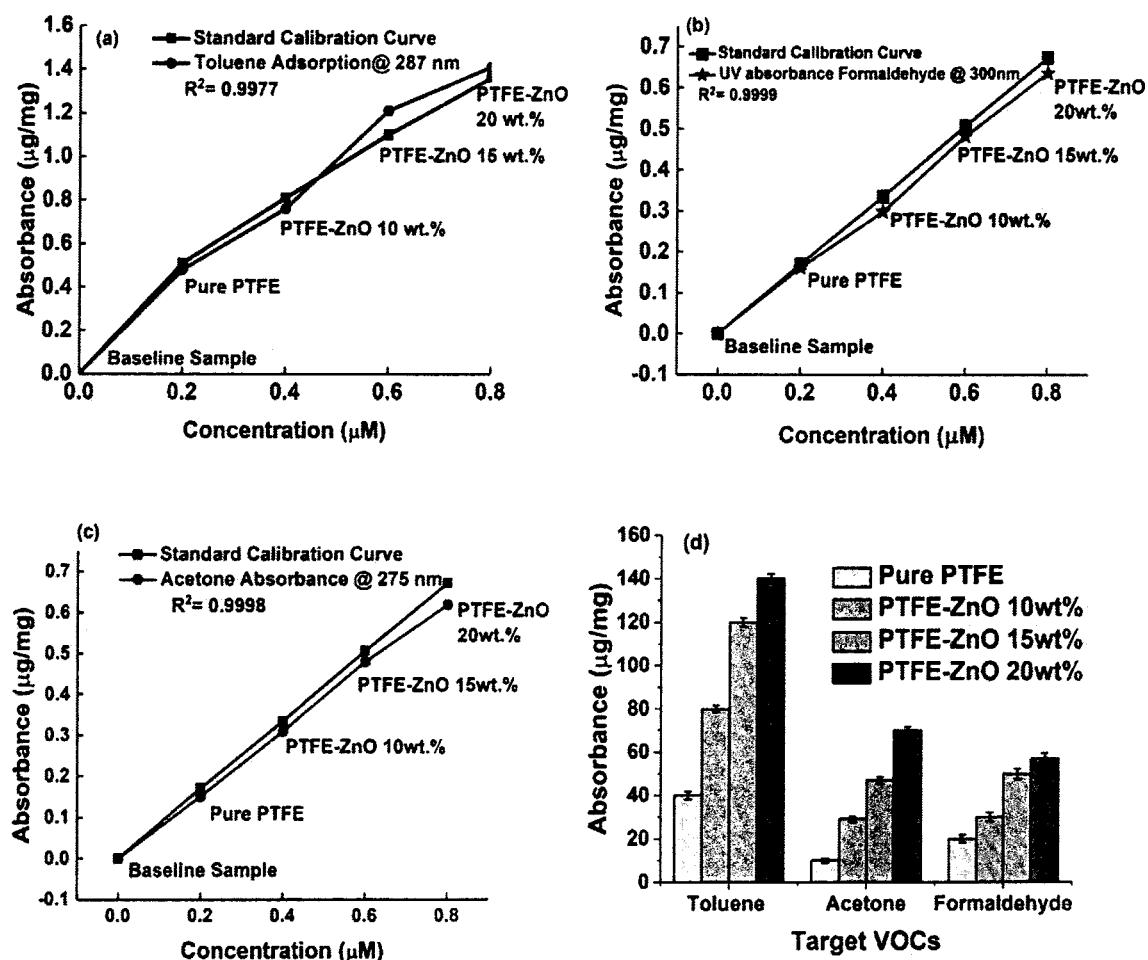 (a)
Standard Calibration Curve
Toluene Adsorption@ 287 nm
R²= 0.9977
PTFE-ZnO
20 wt.%
PTFE-ZnO 15 wt.%
PTFE-ZnO 10 wt.%
Pure PTFE
Baseline Sample
1.6
1.4
1.2
1.0
0.8
0.6
0.4
0.2
0.0
0.0 0.2 0.4 0.6 0.8
Absorbance (μg/mg)
Concentration (μM)
(b)
Standard Calibration Curve
UV absorbance Formaldehyde @ 300nm
R²= 0.9999
PTFE-ZnO
20wt.%
PTFE-ZnO 15wt.%
PTFE-ZnO 10wt.%
Pure PTFE
Baseline Sample
0.7
0.6
0.5
0.4
0.3
0.2
0.1
0.0
-0.1
0.0 0.2 0.4 0.6 0.8
Absorbance (μg/mg)
Concentration (μM)
(c)
Standard Calibration Curve
Acetone Absorbance @ 275 nm
R²= 0.9998
PTFE-ZnO
20wt.%
PTFE-ZnO 15wt.%
PTFE-ZnO 10wt.%
Pure PTFE
Baseline Sample
0.7
0.6
0.5
0.4
0.3
0.2
0.1
0.0
-0.1
0.0 0.2 0.4 0.6 0.8
Absorbance (μg/mg)
Concentration (μM)
(d)
Pure PTFE
PTFE-ZnO 10wt%
PTFE-ZnO 15wt%
PTFE-ZnO 20wt%
160
140
120
100
80
60
40
20
0
Toluene Acetone Formaldehyde
Absorbance (μg/mg)
Target VOCs